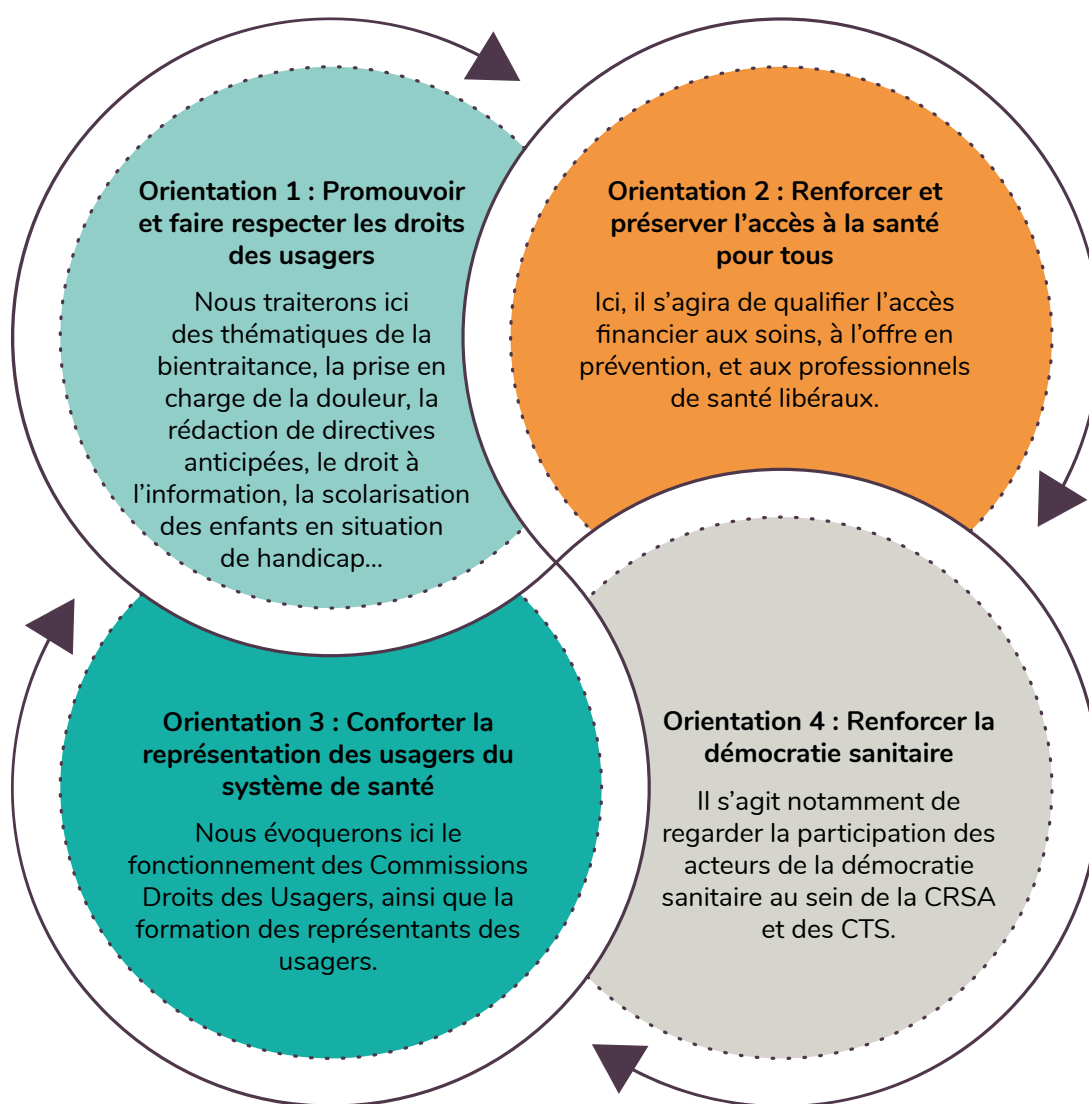 Orientation 1 : Promouvoir
et faire respecter les droits
des usagers
Nous traiterons ici
des thématiques de la
bientraitance, la prise en
charge de la douleur, la
rédaction de directives
anticipées, le droit à
l’information, la scolarisation
des enfants en situation
de handicap...
Orientation 2 : Renforcer et
préserver l’accès à la santé
pour tous
Ici, il s’agira de qualifier l’accès
financier aux soins, à l’offre en
prévention, et aux professionnels
de santé libéraux.
Orientation 3 : Conforter la
représentation des usagers du
système de santé
Nous évoquerons ici le
fonctionnement des Commissions
Droits des Usagers, ainsi que la
formation des représentants des
usagers.
Orientation 4 : Renforcer la
démocratie sanitaire
Il s’agit notamment de
regarder la participation des
acteurs de la démocratie
sanitaire au sein de la CRSA
et des CTS.